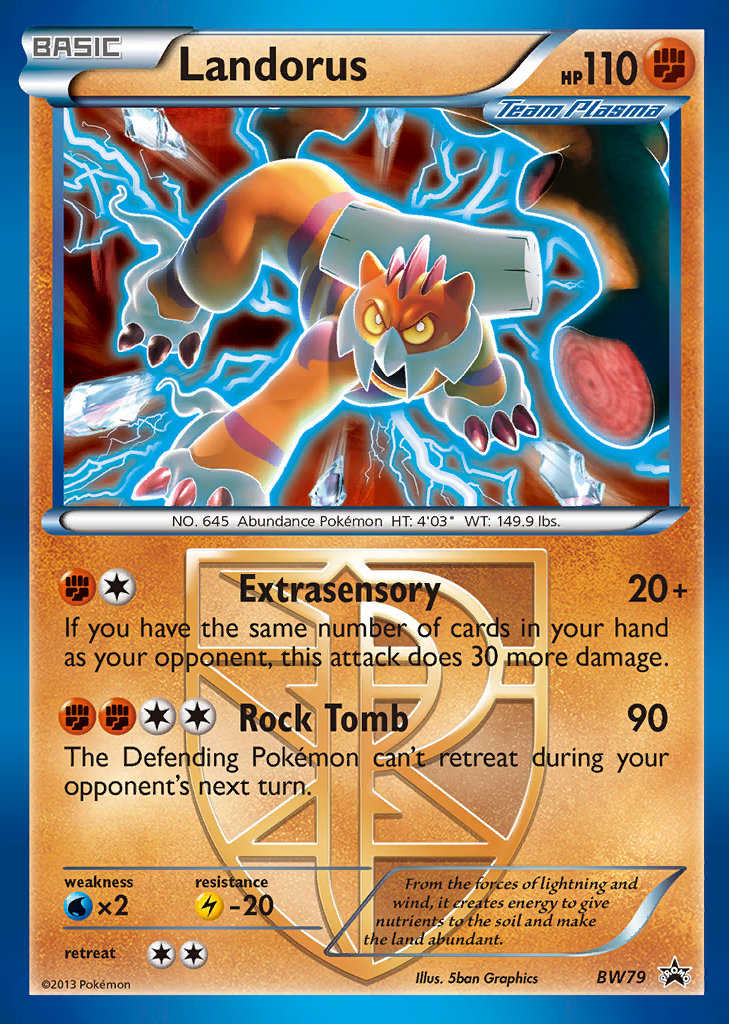 BASIC
Landorus
HP110
Team Plasma
NO. 645 Abundance Pokémon HT: 4'03" WT: 149.9 lbs.
Extrasensory 20+
If you have the same number of cards in your hand
as your opponent, this attack does 30 more damage.
Rock Tomb 90
The Defending Pokémon can't retreat during your
opponent's next turn.
weakness resistance
×2 -20
retreat
From the forces of lightning and
wind, it creates energy to give
nutrients to the soil and make
the land abundant.
©2013 Pokémon
Illus. 5ban Graphics
BW79
PROMO